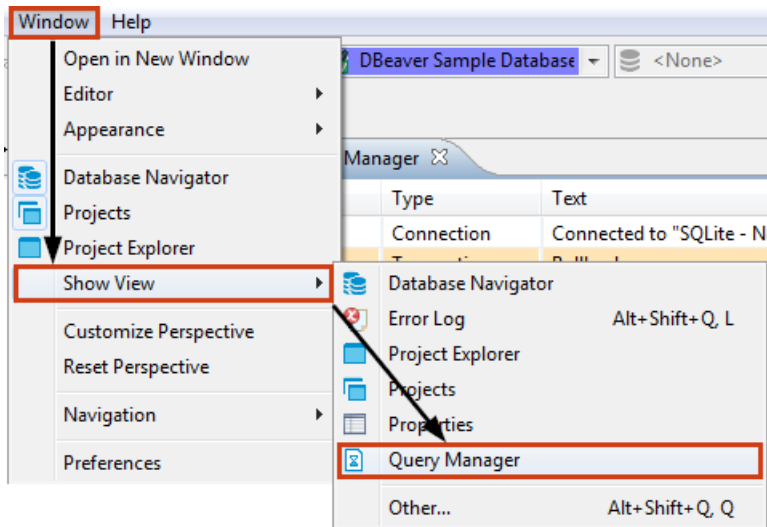 Window Help
Open in New Window
DBeaver Sample Database
<None>
Editor
Appearance
Manager
Database Navigator
Type Text
Projects
Connection Connected to "SQLite - N
Project Explorer
Show View
Database Navigator
Error Log Alt+Shift+Q, L
Customize Perspective
Project Explorer
Reset Perspective
Projects
Navigation
Properties
Preferences
Query Manager
Other... Alt+Shift+Q, Q